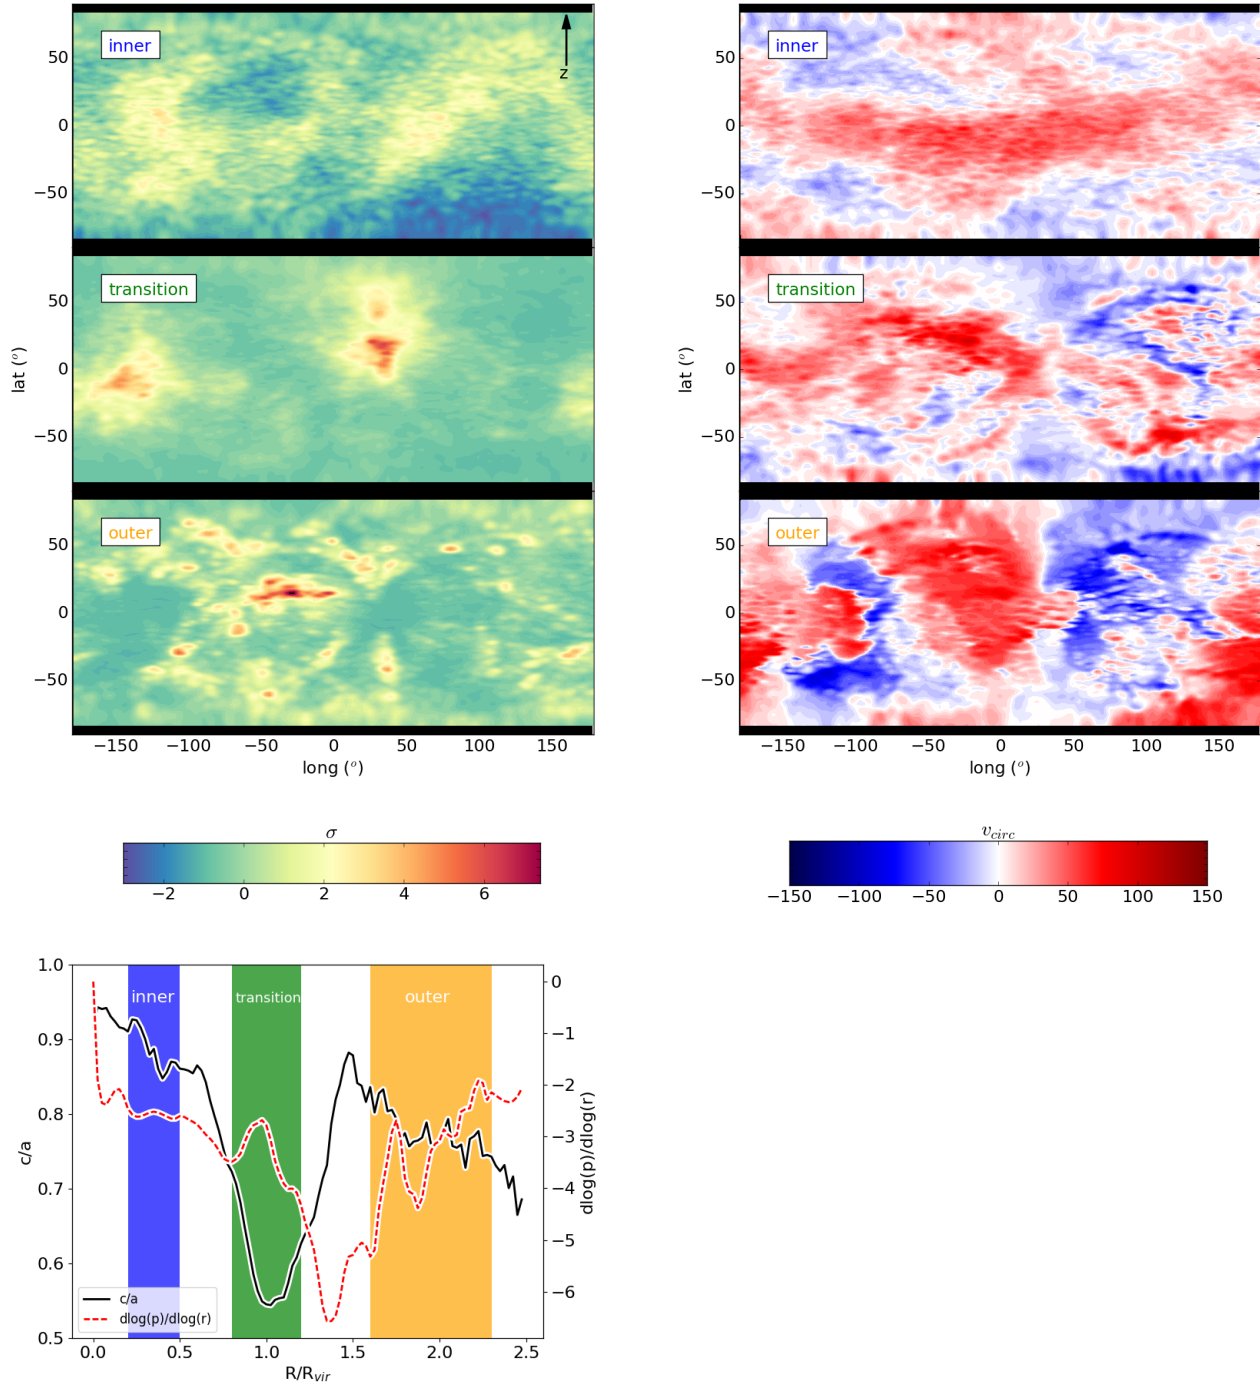 inner
z
50
0
−50
inner
50
0
−50
transition
50
0
−50
lat (°)
transition
50
0
−50
lat (°)
outer
50
0
−50
−150 −100 −50 0 50 100 150
long (°)
outer
50
0
−50
−150 −100 −50 0 50 100 150
long (°)
σ
−2 0 2 4 6
v_circ
−150 −100 −50 0 50 100 150
inner transition outer
1.0
0.9
0.8
0.7
0.6
0.5
c/a
0
−1
−2
−3
−4
−5
−6
dlog(p)/dlog(r)
c/a
dlog(p)/dlog(r)
0.0 0.5 1.0 1.5 2.0 2.5
R/R_vir